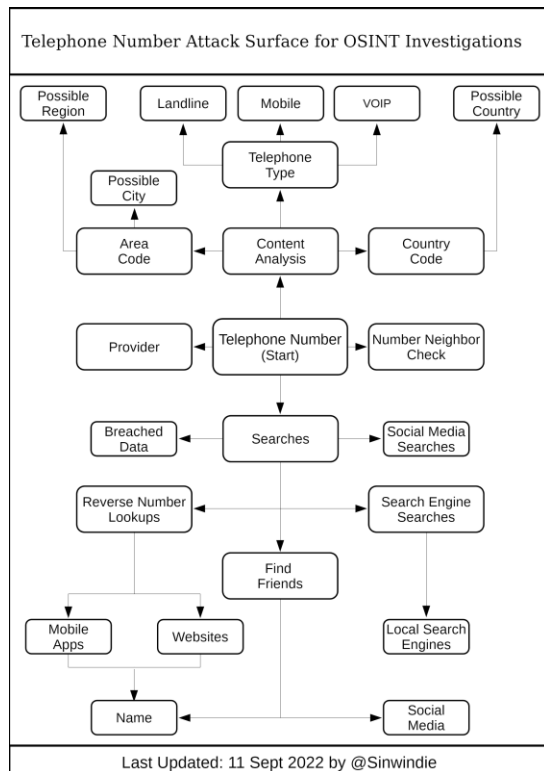 Telephone Number Attack Surface for OSINT Investigations
Possible
Region
Landline
Mobile
VOIP
Possible
Country
Telephone
Type
Possible
City
Area
Code
Content
Analysis
Country
Code
Provider
Telephone Number
(Start)
Number Neighbor
Check
Breached
Data
Searches
Social Media
Searches
Reverse Number
Lookups
Search Engine
Searches
Find
Friends
Mobile
Apps
Websites
Local Search
Engines
Name
Social
Media
Last Updated: 11 Sept 2022 by @Sinwindie